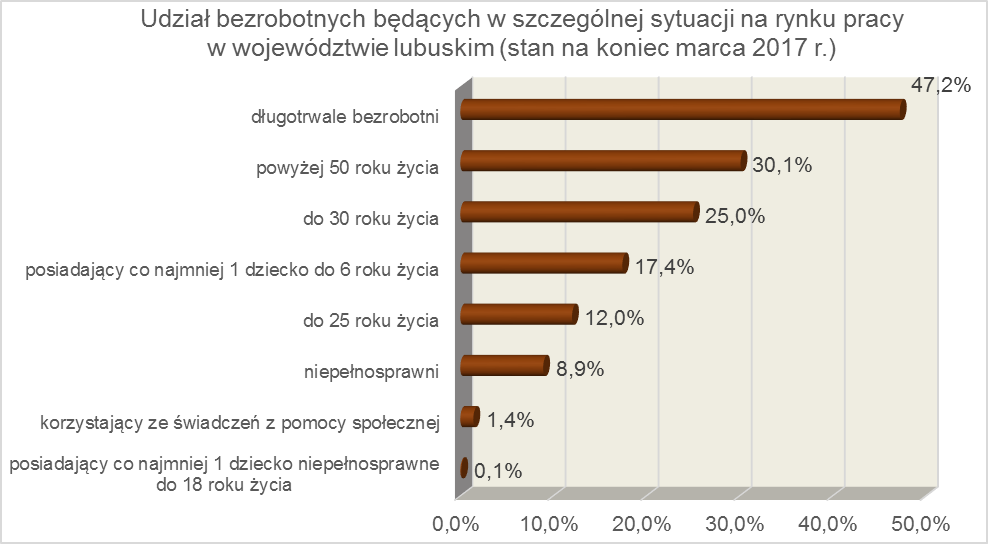 Udział bezrobotnych będących w szczególnej sytuacji na rynku pracy
w województwie lubuskim (stan na koniec marca 2017 r.)
długotrwale bezrobotni
47,2%
powyżej 50 roku życia
30,1%
do 30 roku życia
25,0%
posiadający co najmniej 1 dziecko do 6 roku życia
17,4%
do 25 roku życia
12,0%
niepełnosprawni
8,9%
korzystający ze świadczeń z pomocy społecznej
1,4%
posiadający co najmniej 1 dziecko niepełnosprawne
do 18 roku życia
0,1%
0,0% 10,0% 20,0% 30,0% 40,0% 50,0%